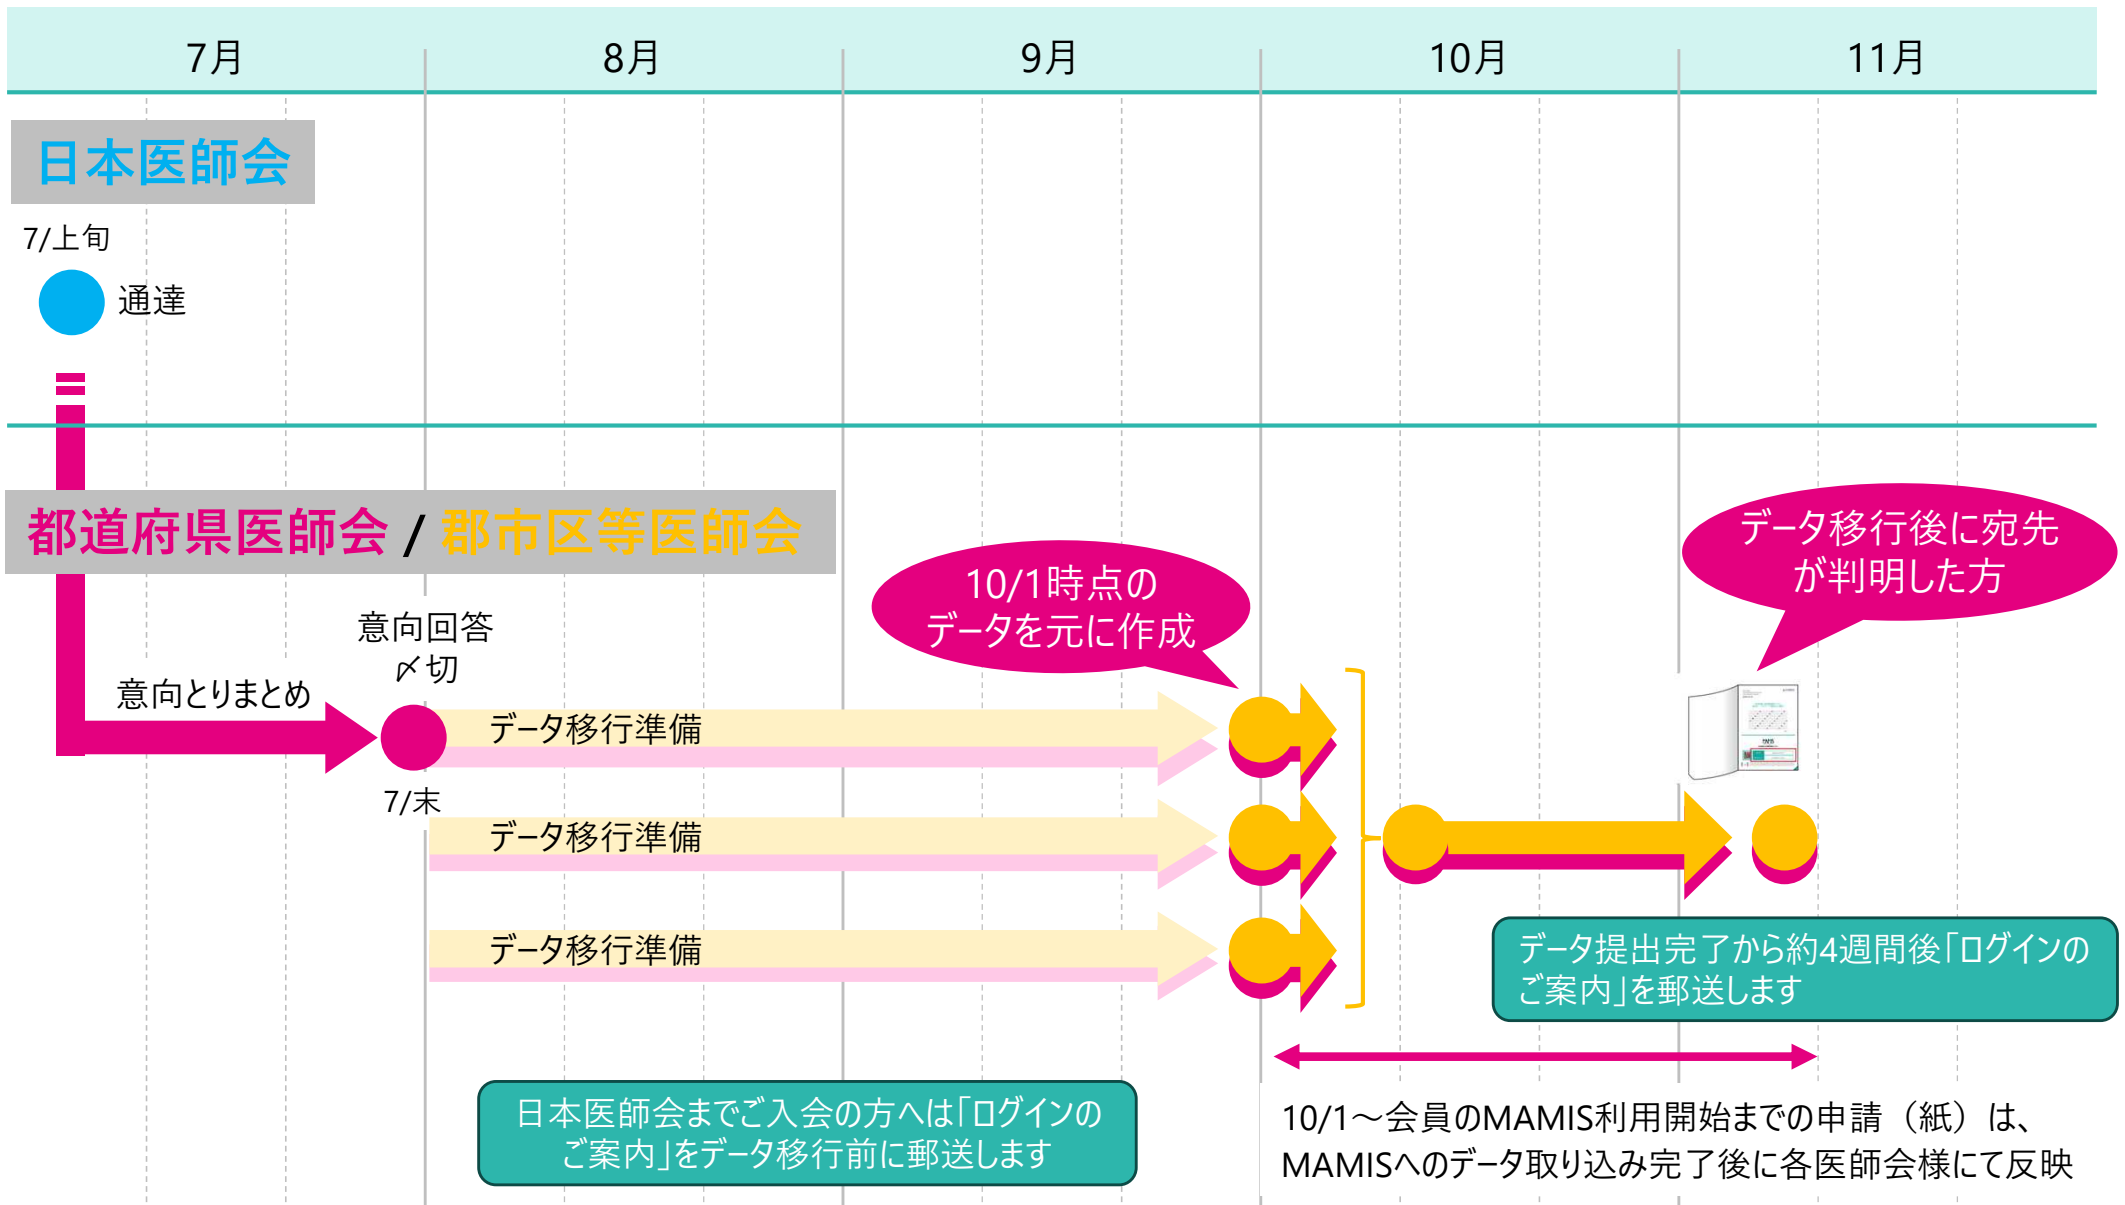 7月
8月
9月
10月
11月
日本医師会
7/上旬
通達
都道府県医師会 / 郡市区等医師会
意向とりまとめ
意向回答
〆切
7/末
データ移行準備
データ移行準備
データ移行準備
10/1時点の
データを元に作成
データ移行後に宛先
が判明した方
データ提出完了から約4週間後「ログインの
ご案内」を郵送します
日本医師会までご入会の方へは「ログインの
ご案内」をデータ移行前に郵送します
10/1～会員のMAMIS利用開始までの申請（紙）は、
MAMISへのデータ取り込み完了後に各医師会様にて反映